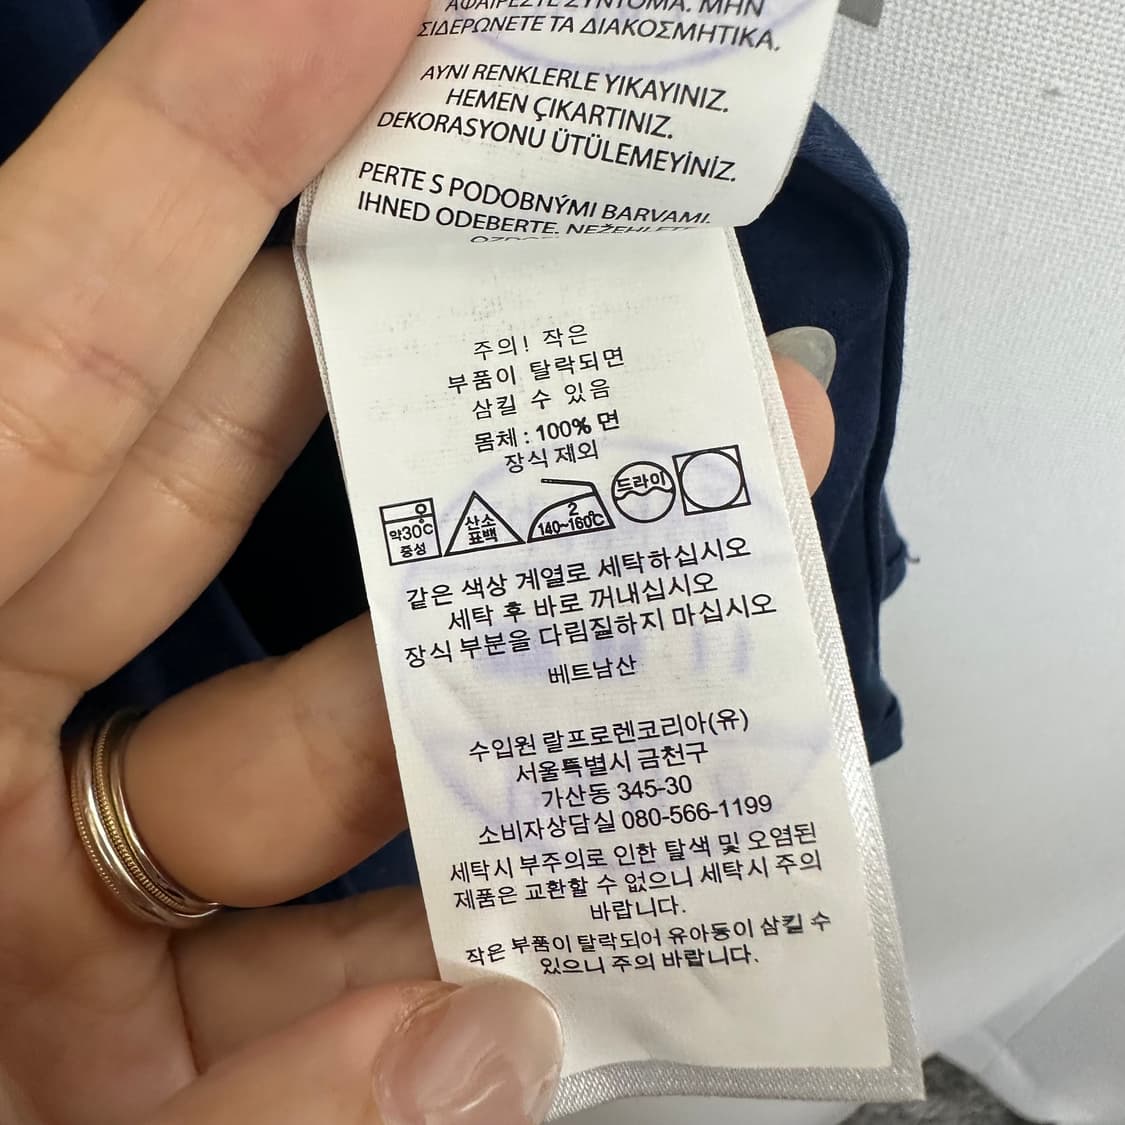 ΑΦΑΙΡΕΖΤΕ ΣΥΝΤΟΜΑ. ΜΗΝ
ΣΙΔΕΡΩΝΕΤΕ ΤΑ ΔΙΑΚΟΣΜΗΤΙΚΑ.
AYNI RENKLERLE YIKAYINIZ.
HEMEN ÇIKARTINIZ.
DEKORASYONU ÜTÜLEMEYİNİZ.
PERTE S PODOBNÝMI BARVAMI.
IHNED ODEBERTE. NEŽEHLETE
주의! 작은
부품이 탈락되면
삼킬 수 있음
몸체 : 100% 면
장식 제외
약30℃
중성
산소
표백
2
140~160℃
드라이
같은 색상 계열로 세탁하십시오
세탁 후 바로 꺼내십시오
장식 부분을 다림질하지 마십시오
베트남산
수입원 랄프로렌코리아(유)
서울특별시 금천구
가산동 345-30
소비자상담실 080-566-1199
세탁시 부주의로 인한 탈색 및 오염된
제품은 교환할 수 없으니 세탁시 주의
바랍니다.
작은 부품이 탈락되어 유아동이 삼킬 수
있으니 주의 바랍니다.